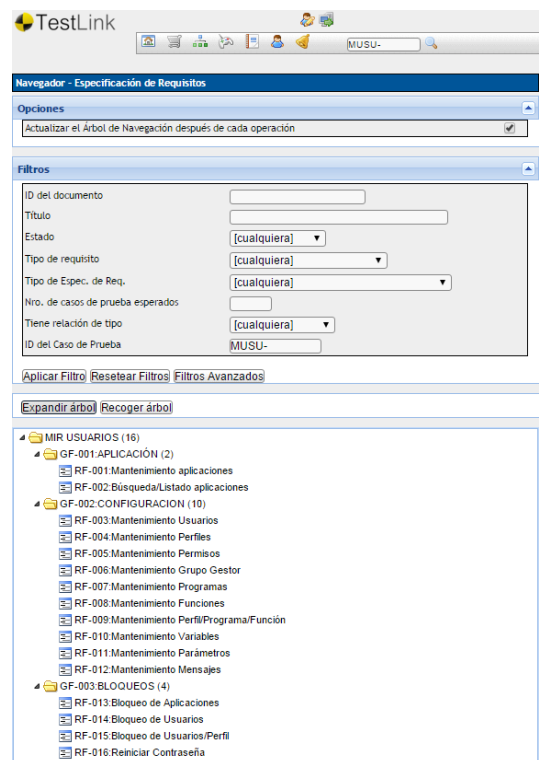 TestLink
MUSU-
Navegador - Especificación de Requisitos
Opciones
Actualizar el Árbol de Navegación después de cada operación
Filtros
ID del documento
Título
Estado [cualquiera]
Tipo de requisito [cualquiera]
Tipo de Espec. de Req. [cualquiera]
Nro. de casos de prueba esperados
Tiene relación de tipo [cualquiera]
ID del Caso de Prueba MUSU-
Aplicar Filtro Resetear Filtros Filtros Avanzados
Expandir árbol Recoger árbol
MIR USUARIOS (16)
GF-001:APLICACIÓN (2)
RF-001:Mantenimiento aplicaciones
RF-002:Búsqueda/Listado aplicaciones
GF-002:CONFIGURACION (10)
RF-003:Mantenimiento Usuarios
RF-004:Mantenimiento Perfiles
RF-005:Mantenimiento Permisos
RF-006:Mantenimiento Grupo Gestor
RF-007:Mantenimiento Programas
RF-008:Mantenimiento Funciones
RF-009:Mantenimiento Perfil/Programa/Función
RF-010:Mantenimiento Variables
RF-011:Mantenimiento Parámetros
RF-012:Mantenimiento Mensajes
GF-003:BLOQUEOS (4)
RF-013:Bloqueo de Aplicaciones
RF-014:Bloqueo de Usuarios
RF-015:Bloqueo de Usuarios/Perfil
RF-016:Reiniciar Contraseña